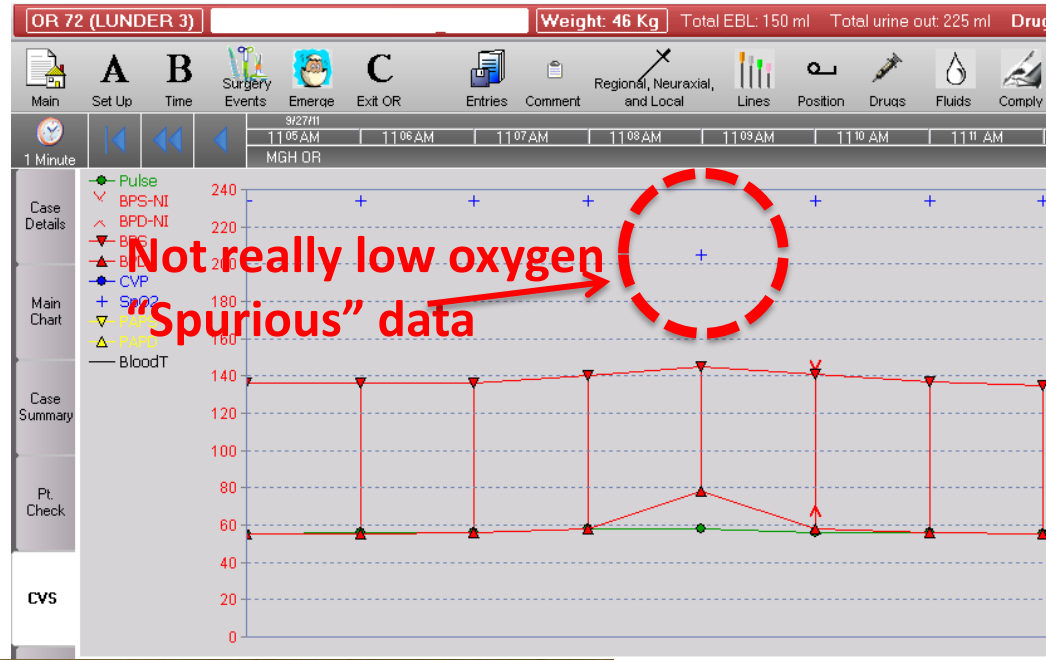 OR 72 (LUNDER 3) Weight: 46 Kg Total EBL: 150 ml Total urine out: 225 ml Drug
A B C
Main Set Up Time Surgery Events Emerge Exit OR Entries Comment Regional, Neuraxial, and Local Lines Position Drugs Fluids Comply
9/27/11
1 Minute 11 05 AM 11 06 AM 11 07 AM 11 08 AM 11 09 AM 11 10 AM 11 11 AM
MGH OR
Case Details
Main Chart
Case Summary
Pt. Check
CVS
Pulse
BPS-NI
BPD-NI
BPS
BPD
CVP
SpO2
PAPS
PAPD
BloodT
Not really low oxygen
“Spurious” data
240
220
200
180
160
140
120
100
80
60
40
20
0